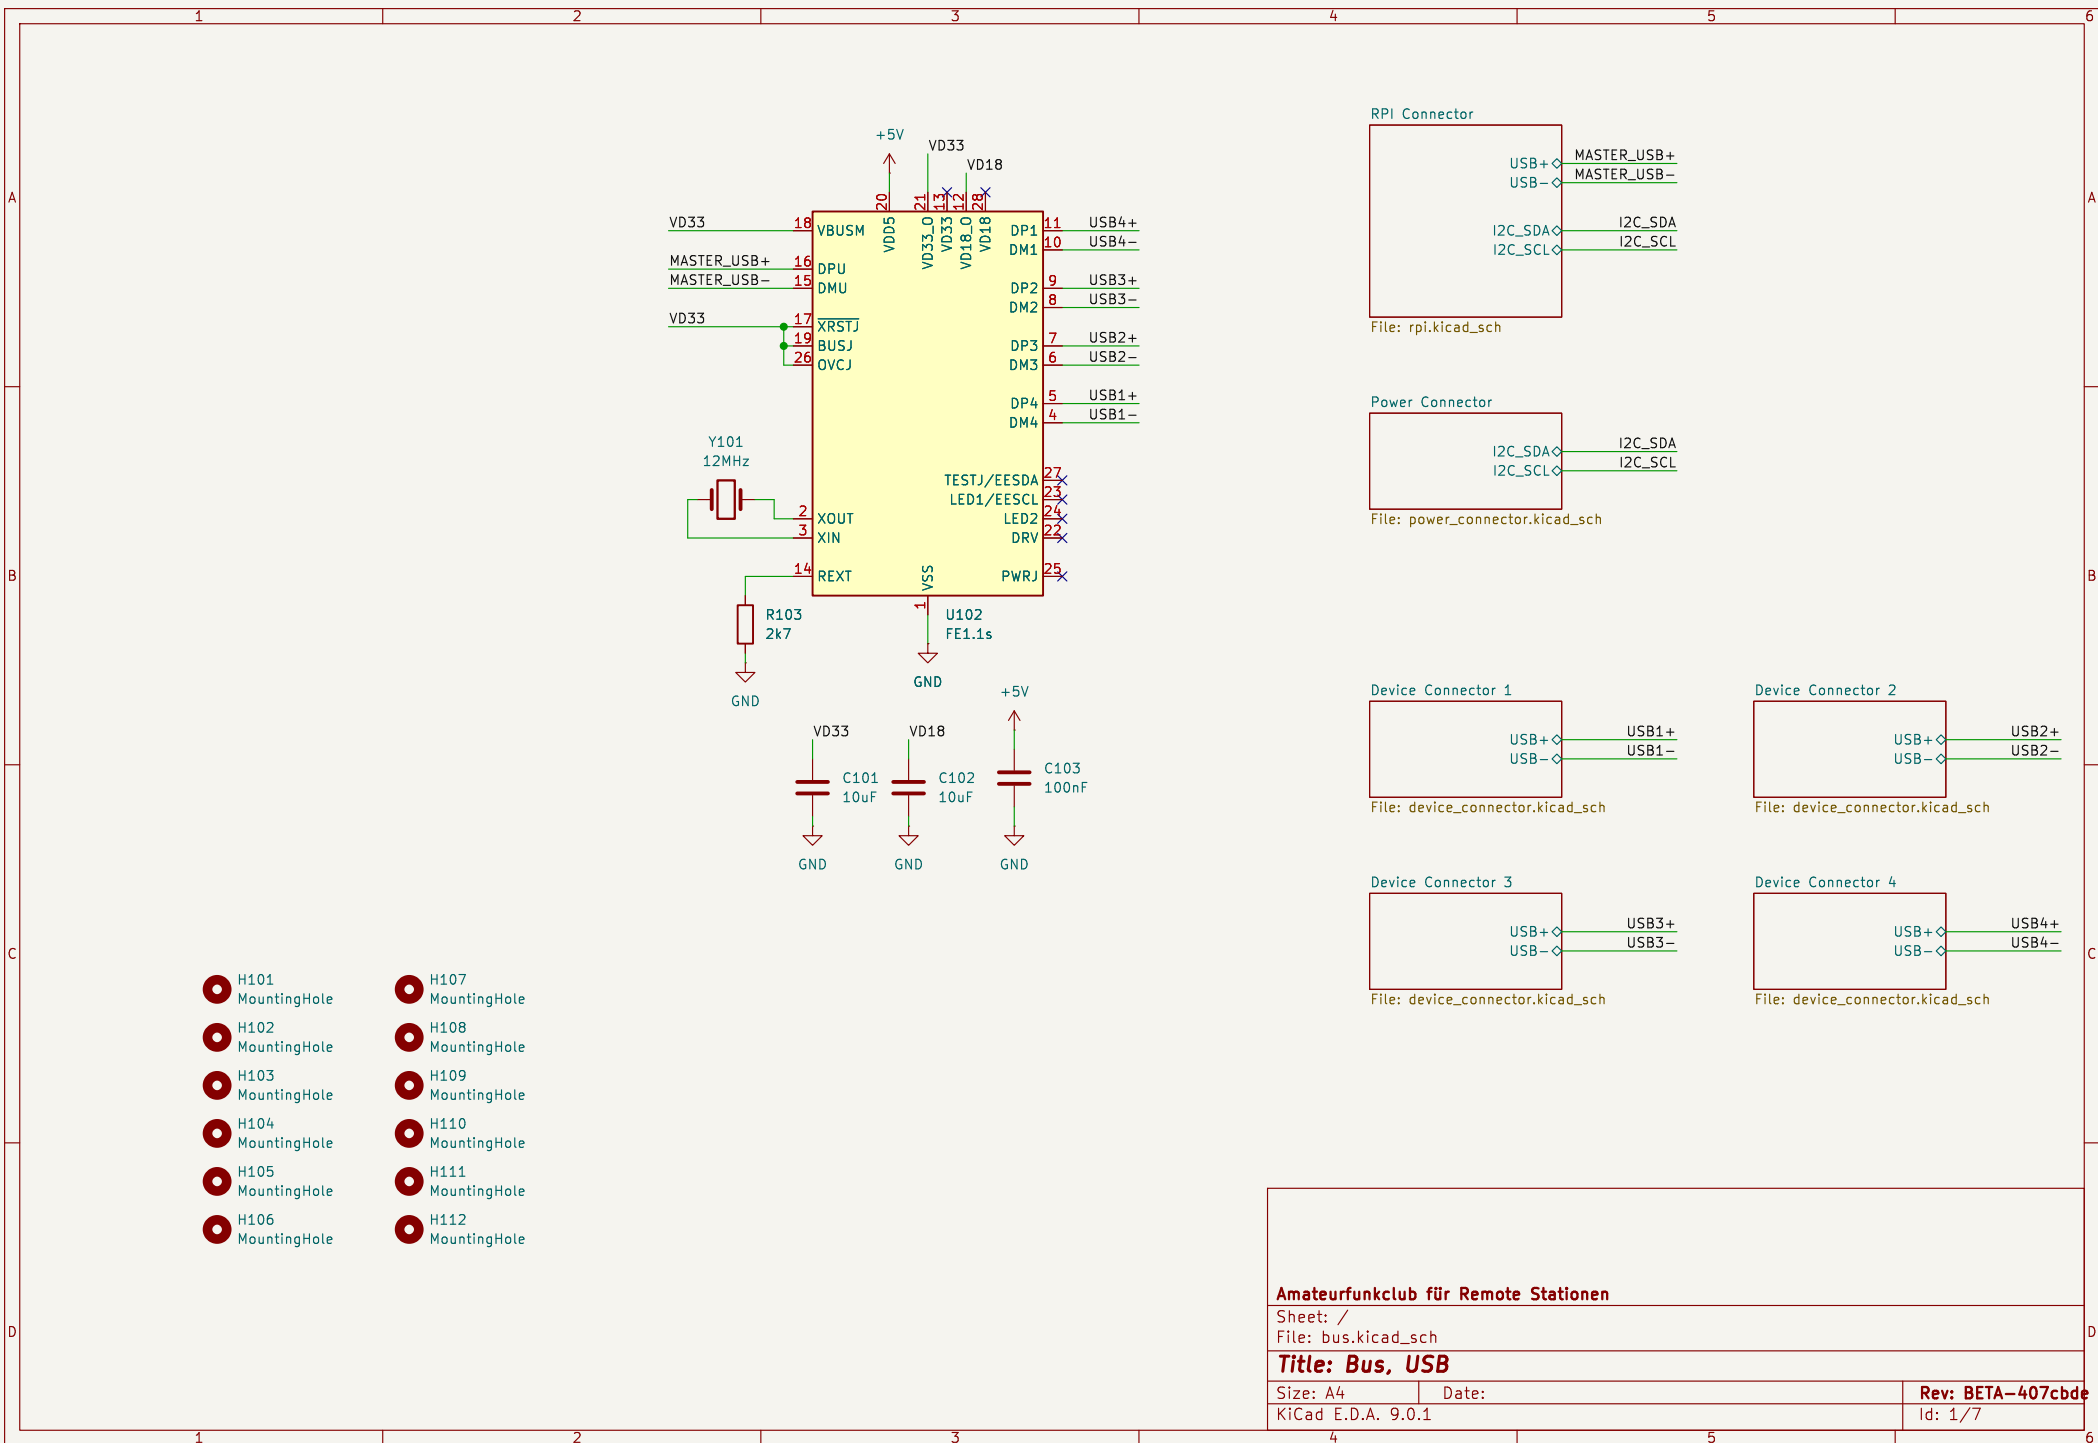 1 2 3 4 5 6
A
B
C
D
A
B
C
D
1 2 3 4 5 6
+5V
VD33
VD18
20
21
13
12
28
VDD5
VD33_O
VD33
VD18_O
VD18
VD33
18 VBUSM
MASTER_USB+
16 DPU
MASTER_USB-
15 DMU
VD33
17 XRSTJ
19 BUSJ
26 OVCJ
Y101
12MHz
2 XOUT
3 XIN
14 REXT
R103
2k7
GND
DP1 11 USB4+
DM1 10 USB4-
DP2 9 USB3+
DM2 8 USB3-
DP3 7 USB2+
DM3 6 USB2-
DP4 5 USB1+
DM4 4 USB1-
TESTJ/EESDA 27
LED1/EESCL 23
LED2 24
DRV 22
PWRJ 25
VSS
1
U102
FE1.1s
GND
VD33
C101
10uF
GND
VD18
C102
10uF
GND
+5V
C103
100nF
GND
RPI Connector
USB+ MASTER_USB+
USB- MASTER_USB-
I2C_SDA I2C_SDA
I2C_SCL I2C_SCL
File: rpi.kicad_sch
Power Connector
I2C_SDA I2C_SDA
I2C_SCL I2C_SCL
File: power_connector.kicad_sch
Device Connector 1
USB+ USB1+
USB- USB1-
File: device_connector.kicad_sch
Device Connector 2
USB+ USB2+
USB- USB2-
File: device_connector.kicad_sch
Device Connector 3
USB+ USB3+
USB- USB3-
File: device_connector.kicad_sch
Device Connector 4
USB+ USB4+
USB- USB4-
File: device_connector.kicad_sch
H101
MountingHole
H102
MountingHole
H103
MountingHole
H104
MountingHole
H105
MountingHole
H106
MountingHole
H107
MountingHole
H108
MountingHole
H109
MountingHole
H110
MountingHole
H111
MountingHole
H112
MountingHole
Amateurfunkclub für Remote Stationen
Sheet: /
File: bus.kicad_sch
Title: Bus, USB
Size: A4 Date: Rev: BETA-407cbde
KiCad E.D.A. 9.0.1 Id: 1/7